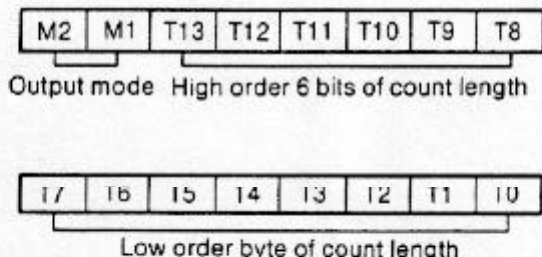 M2 M1 T13 T12 T11 T10 T9 T8
Output mode High order 6 bits of count length
T7 T6 T5 T4 T3 T2 T1 T0
Low order byte of count length